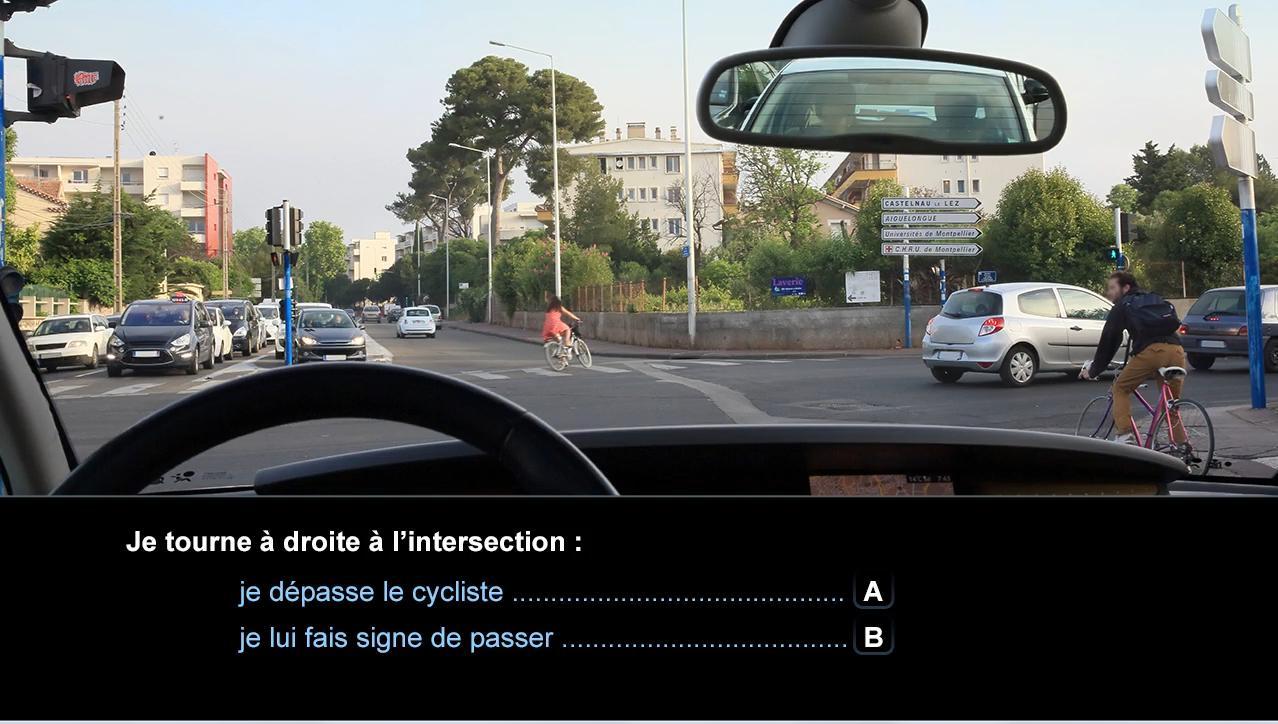 CASTELNAU LE LEZ
AIGUELONGUE
Universités de Montpellier
C.H.R.U. de Montpellier
Laverie
Je tourne à droite à l’intersection :
je dépasse le cycliste .......................................... A
je lui fais signe de passer .................................... B